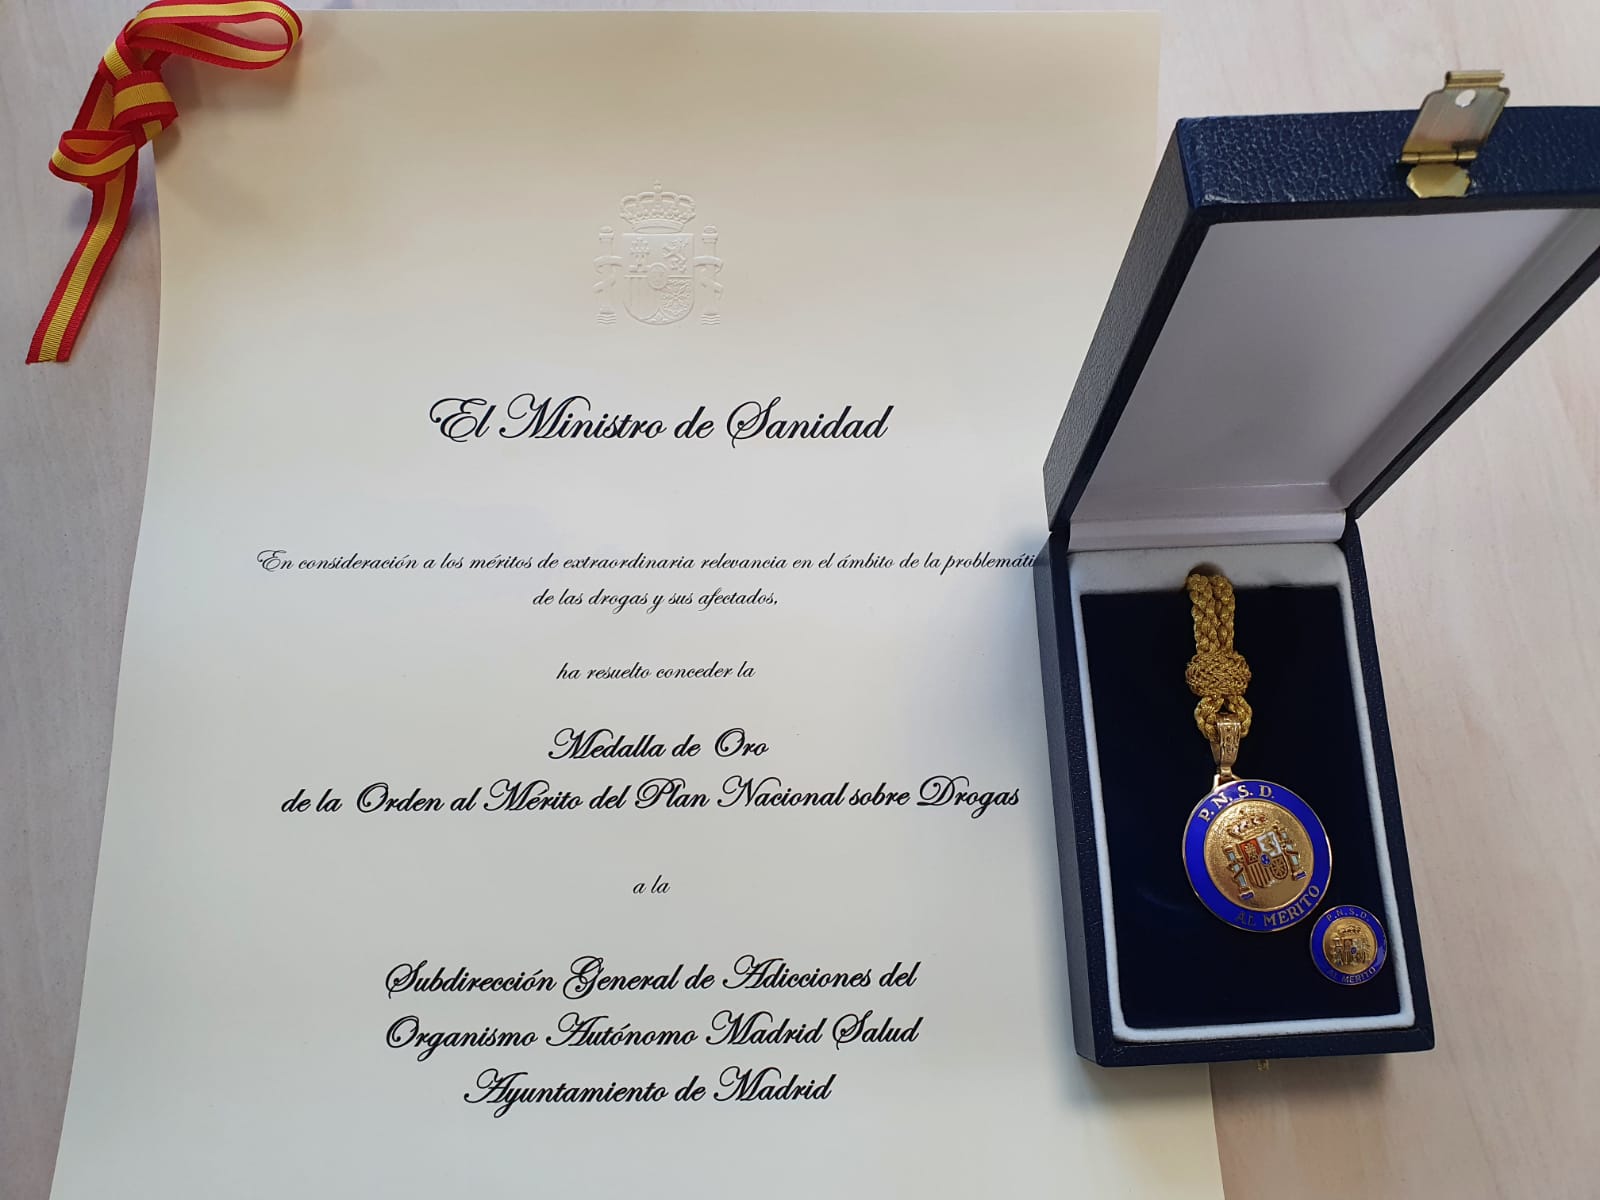 El Ministro de Sanidad
En consideración a los méritos de extraordinaria relevancia en el ámbito de la
de las drogas y sus afectados,
ha resuelto conceder la
Medalla de Oro
de la Orden al Mérito del Plan Nacional sobre Drogas
a la
Subdirección General de Adicciones del
Organismo Autónomo Madrid Salud
Ayuntamiento de Madrid
P.N.S.D.
AL MERITO
P.N.S.D.
AL MERITO